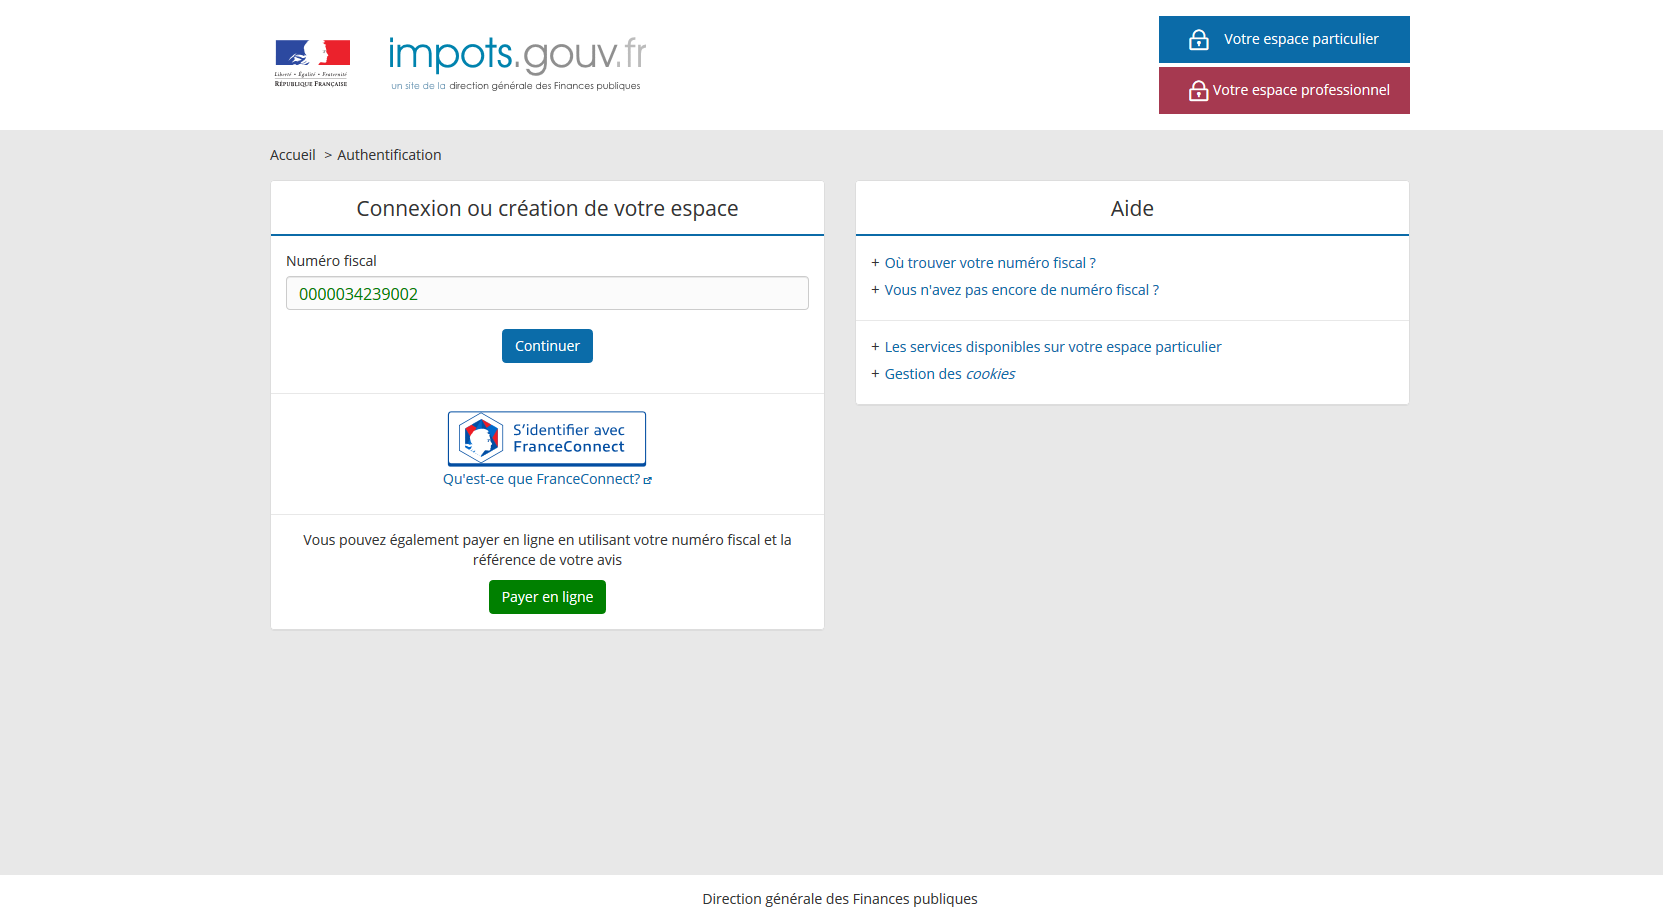 Liberté • Égalité • Fraternité
RÉPUBLIQUE FRANÇAISE
impots.gouv.fr
un site de la direction générale des Finances publiques
Votre espace particulier
Votre espace professionnel
Accueil > Authentification
Connexion ou création de votre espace
Numéro fiscal
0000034239002
Continuer
S'identifier avec
FranceConnect
Qu'est-ce que FranceConnect?
Vous pouvez également payer en ligne en utilisant votre numéro fiscal et la
référence de votre avis
Payer en ligne
Aide
+ Où trouver votre numéro fiscal ?
+ Vous n'avez pas encore de numéro fiscal ?
+ Les services disponibles sur votre espace particulier
+ Gestion des cookies
Direction générale des Finances publiques